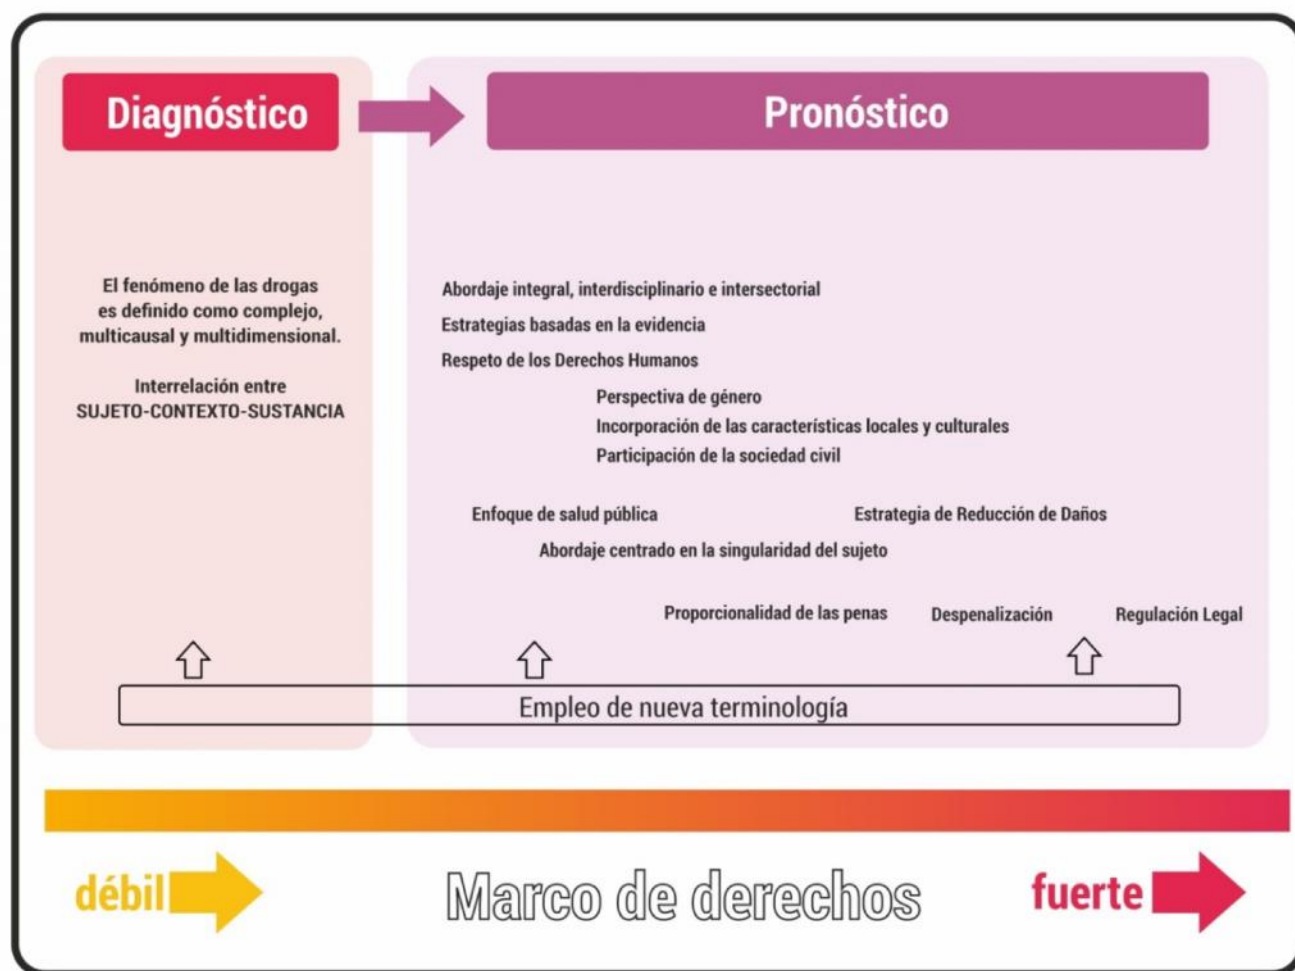 Diagnóstico
Pronóstico
El fenómeno de las drogas
es definido como complejo,
multicausal y multidimensional.
Interrelación entre
SUJETO-CONTEXTO-SUSTANCIA
Abordaje integral, interdisciplinario e intersectorial
Estrategias basadas en la evidencia
Respeto de los Derechos Humanos
Perspectiva de género
Incorporación de las características locales y culturales
Participación de la sociedad civil
Enfoque de salud pública
Estrategia de Reducción de Daños
Abordaje centrado en la singularidad del sujeto
Proporcionalidad de las penas
Despenalización
Regulación Legal
Empleo de nueva terminología
débil
Marco de derechos
fuerte